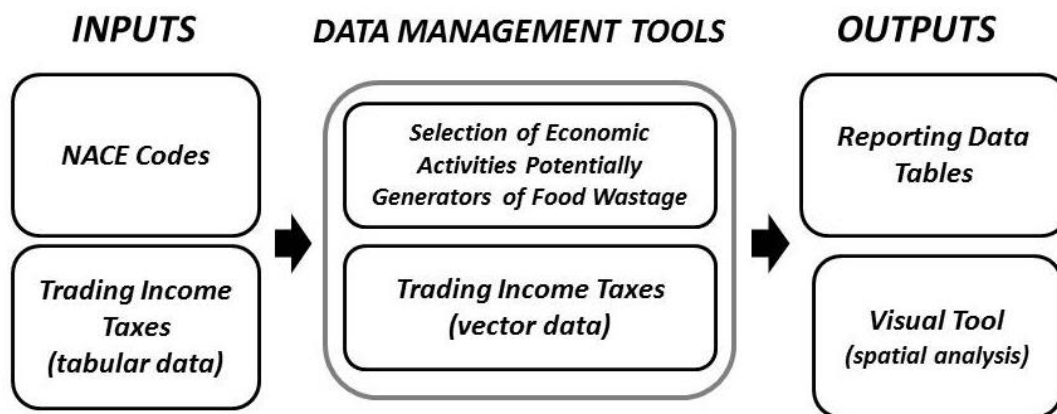 INPUTS
NACE Codes
Trading Income
Taxes
(tabular data)
DATA MANAGEMENT TOOLS
Selection of Economic
Activities Potentially
Generators of Food Wastage
Trading Income Taxes
(vector data)
OUTPUTS
Reporting Data
Tables
Visual Tool
(spatial analysis)